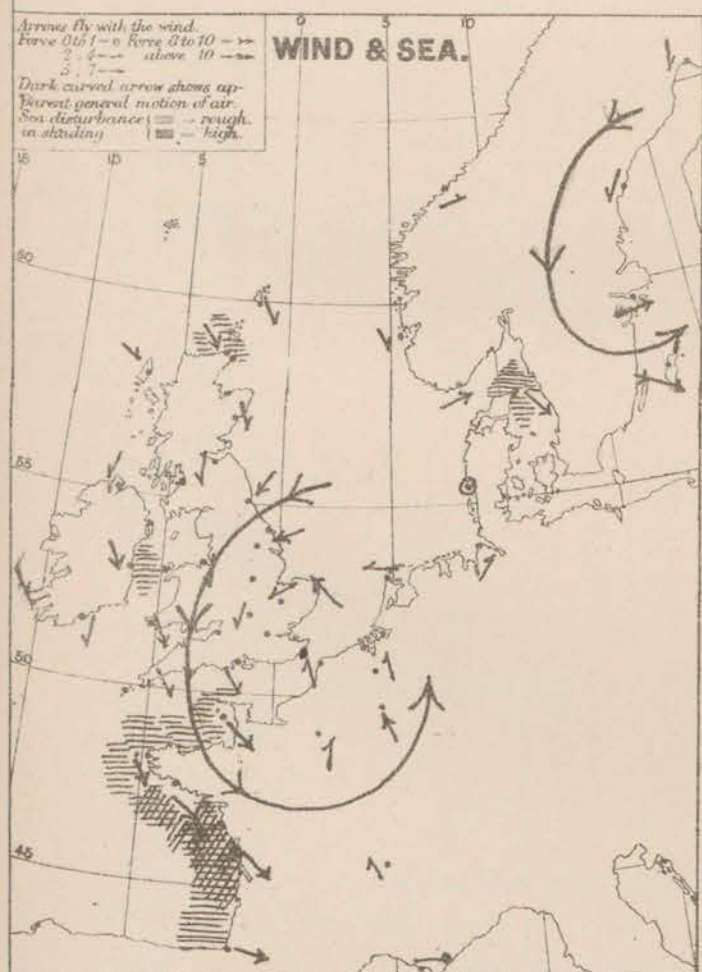 Arrows fly with the wind.
Force 0 to 1 — o Force 8 to 10 —
2 . 4 — above 10 —
5 . 7 —
Dark curved arrow shows ap-
parent general motion of air.
Sea disturbance — rough.
in shading — high.
WIND & SEA.
0 5 10
15 10 5
60
55
50
45